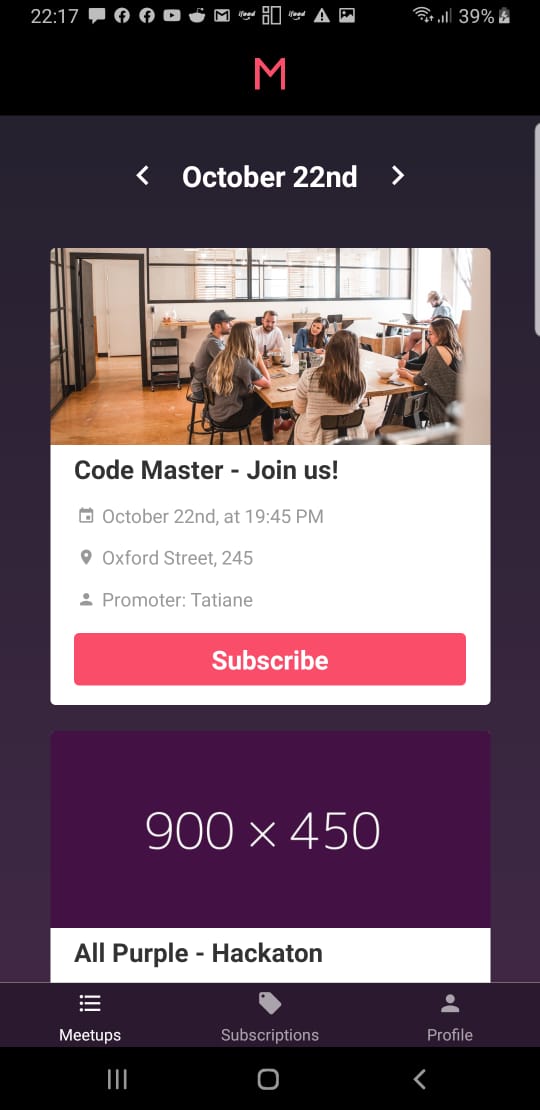 22:17 39%
M
October 22nd
Code Master - Join us!
October 22nd, at 19:45 PM
Oxford Street, 245
Promoter: Tatiane
Subscribe
900 × 450
All Purple - Hackaton
Meetups Subscriptions Profile